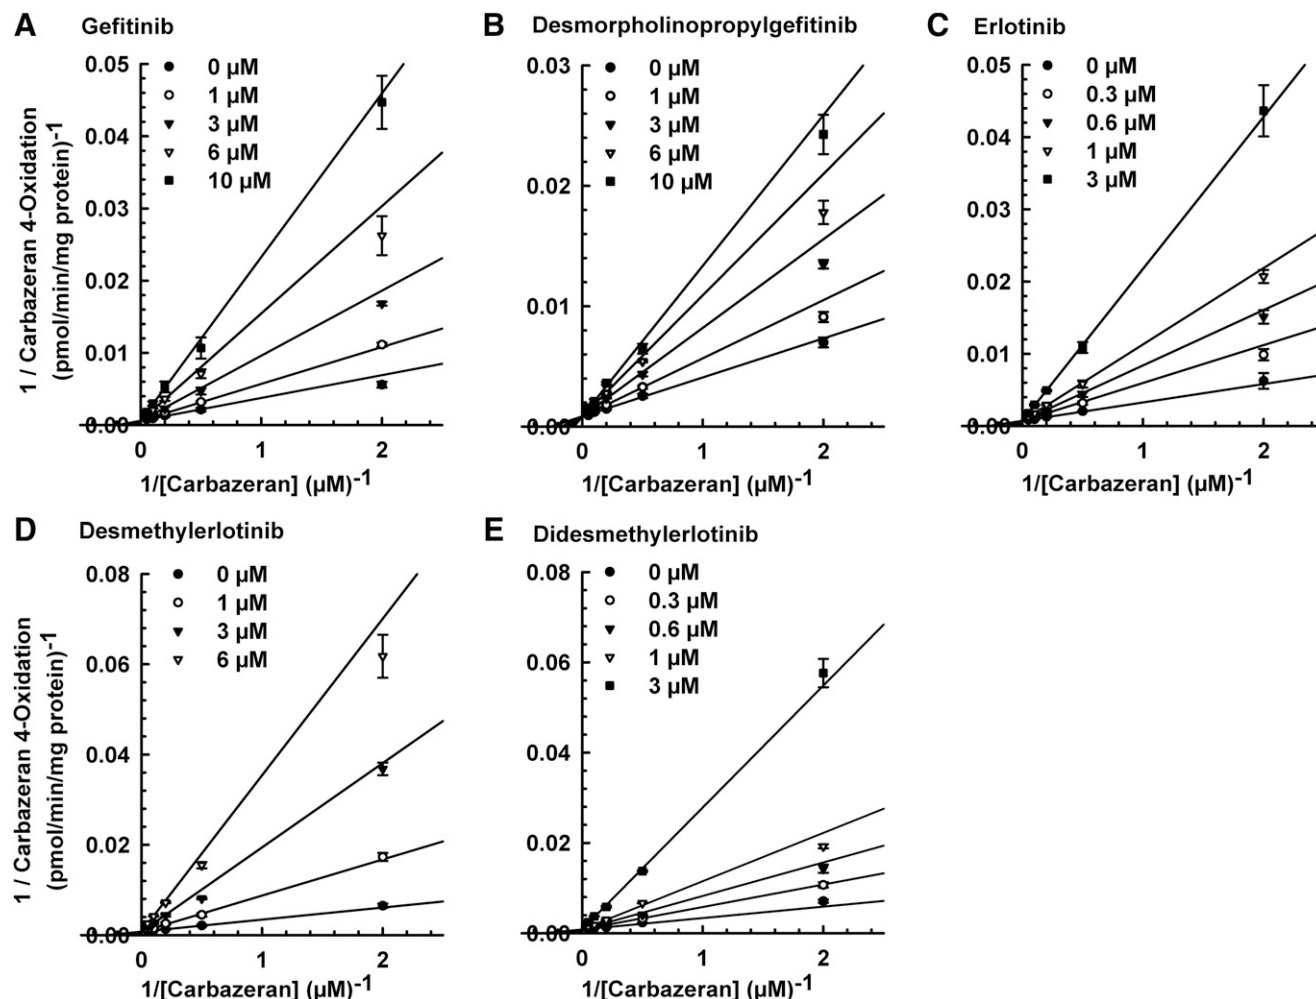 A Gefitinib
0 µM
1 µM
3 µM
6 µM
10 µM
0.05
0.04
0.03
0.02
0.01
0.00
0 1 2
1 / Carbazeran 4-Oxidation
(pmol/min/mg protein)-1
1/[Carbazeran] (µM)-1
B Desmorpholinopropylgefitinib
0 µM
1 µM
3 µM
6 µM
10 µM
0.03
0.02
0.01
0.00
0 1 2
1/[Carbazeran] (µM)-1
C Erlotinib
0 µM
0.3 µM
0.6 µM
1 µM
3 µM
0.05
0.04
0.03
0.02
0.01
0.00
0 1 2
1/[Carbazeran] (µM)-1
D Desmethylerlotinib
0 µM
1 µM
3 µM
6 µM
0.08
0.06
0.04
0.02
0.00
0 1 2
1 / Carbazeran 4-Oxidation
(pmol/min/mg protein)-1
1/[Carbazeran] (µM)-1
E Didesmethylerlotinib
0 µM
0.3 µM
0.6 µM
1 µM
3 µM
0.08
0.06
0.04
0.02
0.00
0 1 2
1/[Carbazeran] (µM)-1